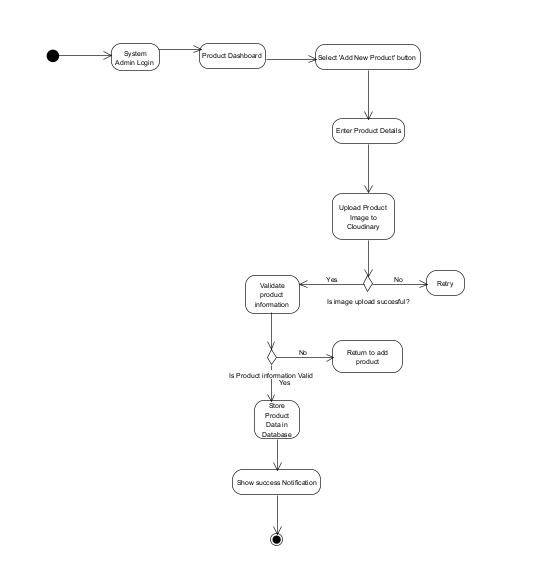 System
Admin Login
Product Dashboard
Select 'Add New Product' button
Enter Product Details
Upload Product
Image to
Cloudinary
Yes
No
Retry
Is image upload succesful?
Validate
product
information
No
Return to add
product
Is Product information Valid
Yes
Store
Product
Data in
Database
Show success Notification